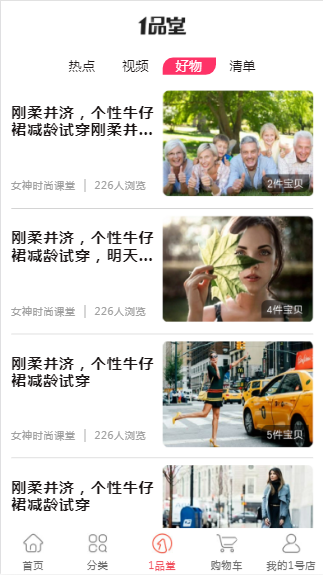 1品堂
热点 视频 好物 清单
刚柔并济，个性牛仔
裙减龄试穿刚柔并...
女神时尚课堂 | 226人浏览
2件宝贝
刚柔并济，个性牛仔
裙减龄试穿，明天...
女神时尚课堂 | 226人浏览
4件宝贝
刚柔并济，个性牛仔
裙减龄试穿
女神时尚课堂 | 226人浏览
5件宝贝
刚柔并济，个性牛仔
裙减龄试穿
首页 分类 1品堂 购物车 我的1号店